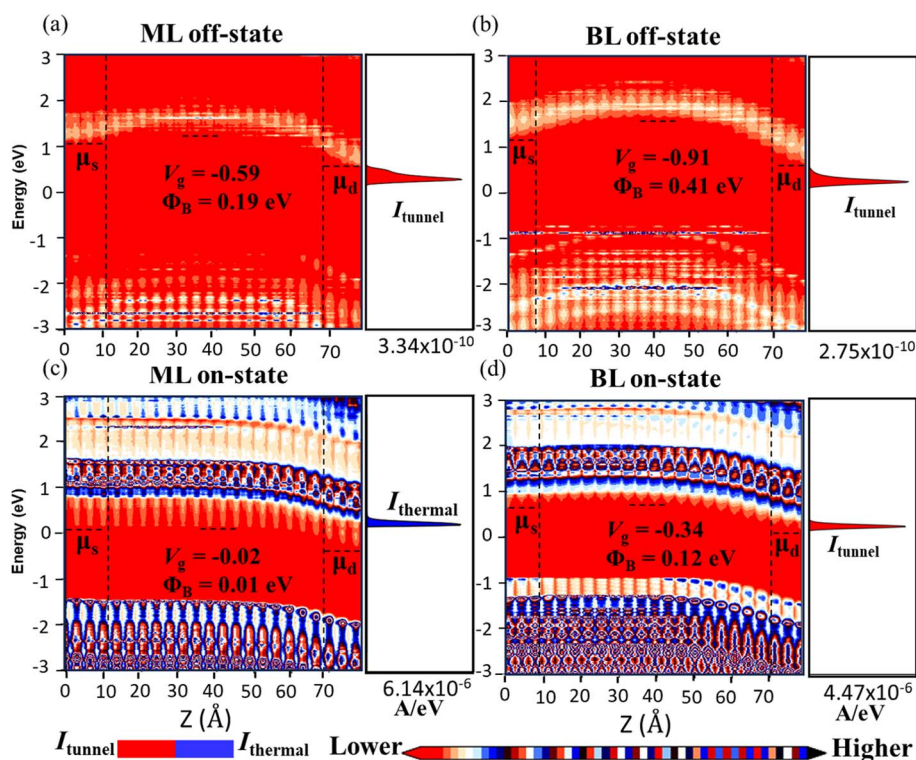 (a) ML off-state
(b) BL off-state
Energy (eV)
3
2
1
0
-1
-2
-3
μs
Vg = -0.59
ΦB = 0.19 eV
μd
Itunnel
0 10 20 30 40 50 60 70
3.34x10-10
3
2
1
0
-1
-2
-3
μs
Vg = -0.91
ΦB = 0.41 eV
μd
Itunnel
0 10 20 30 40 50 60 70
2.75x10-10
(c) ML on-state
(d) BL on-state
Energy (eV)
3
2
1
0
-1
-2
-3
μs
Vg = -0.02
ΦB = 0.01 eV
μd
Ithermal
0 10 20 30 40 50 60 70
Z (Å)
6.14x10-6
A/eV
3
2
1
0
-1
-2
-3
μs
Vg = -0.34
ΦB = 0.12 eV
μd
Itunnel
0 10 20 30 40 50 60 70
Z (Å)
4.47x10-6
A/eV
Itunnel Ithermal
Lower Higher